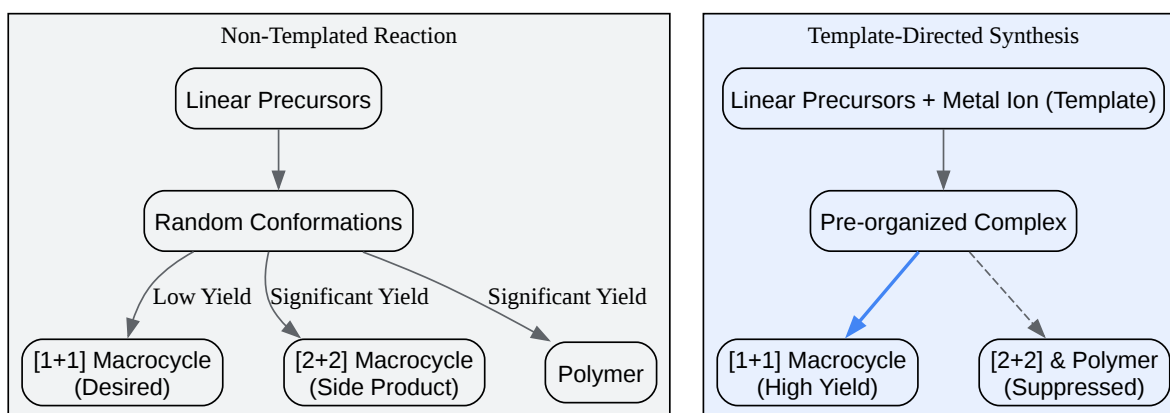 Non-Templated Reaction
Linear Precursors
Random Conformations
Low Yield
Significant Yield
Significant Yield
[1+1] Macrocycle
(Desired)
[2+2] Macrocycle
(Side Product)
Polymer
Template-Directed Synthesis
Linear Precursors + Metal Ion (Template)
Pre-organized Complex
[1+1] Macrocycle
(High Yield)
[2+2] & Polymer
(Suppressed)